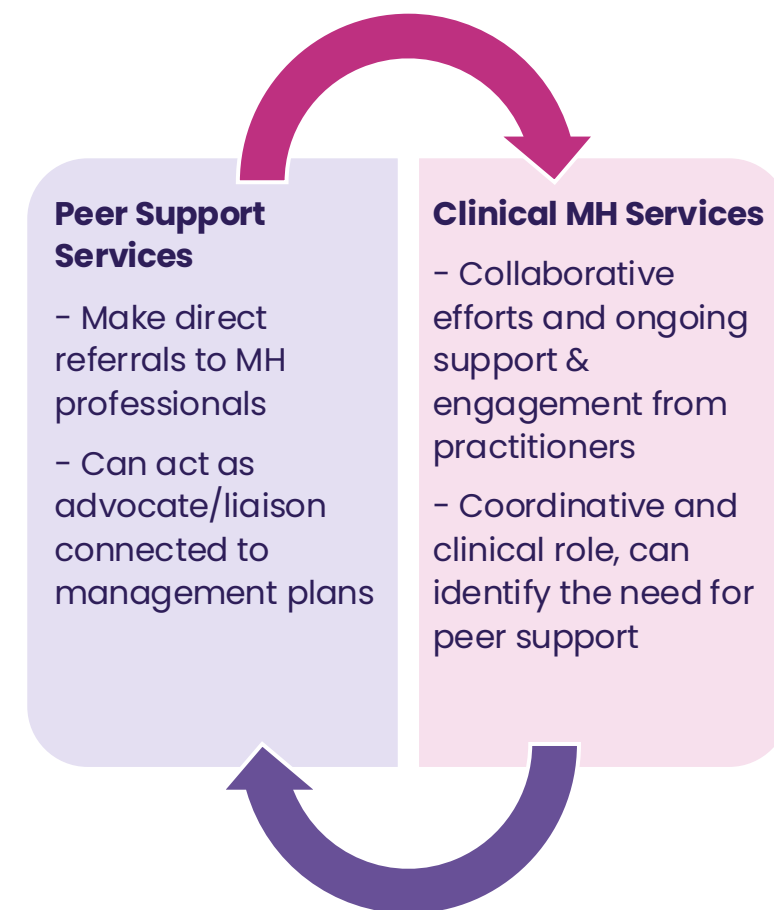 Peer Support
Services
- Make direct
referrals to MH
professionals
- Can act as
advocate/liaison
connected to
management plans
Clinical MH Services
- Collaborative
efforts and ongoing
support &
engagement from
practitioners
- Coordinative and
clinical role, can
identify the need for
peer support